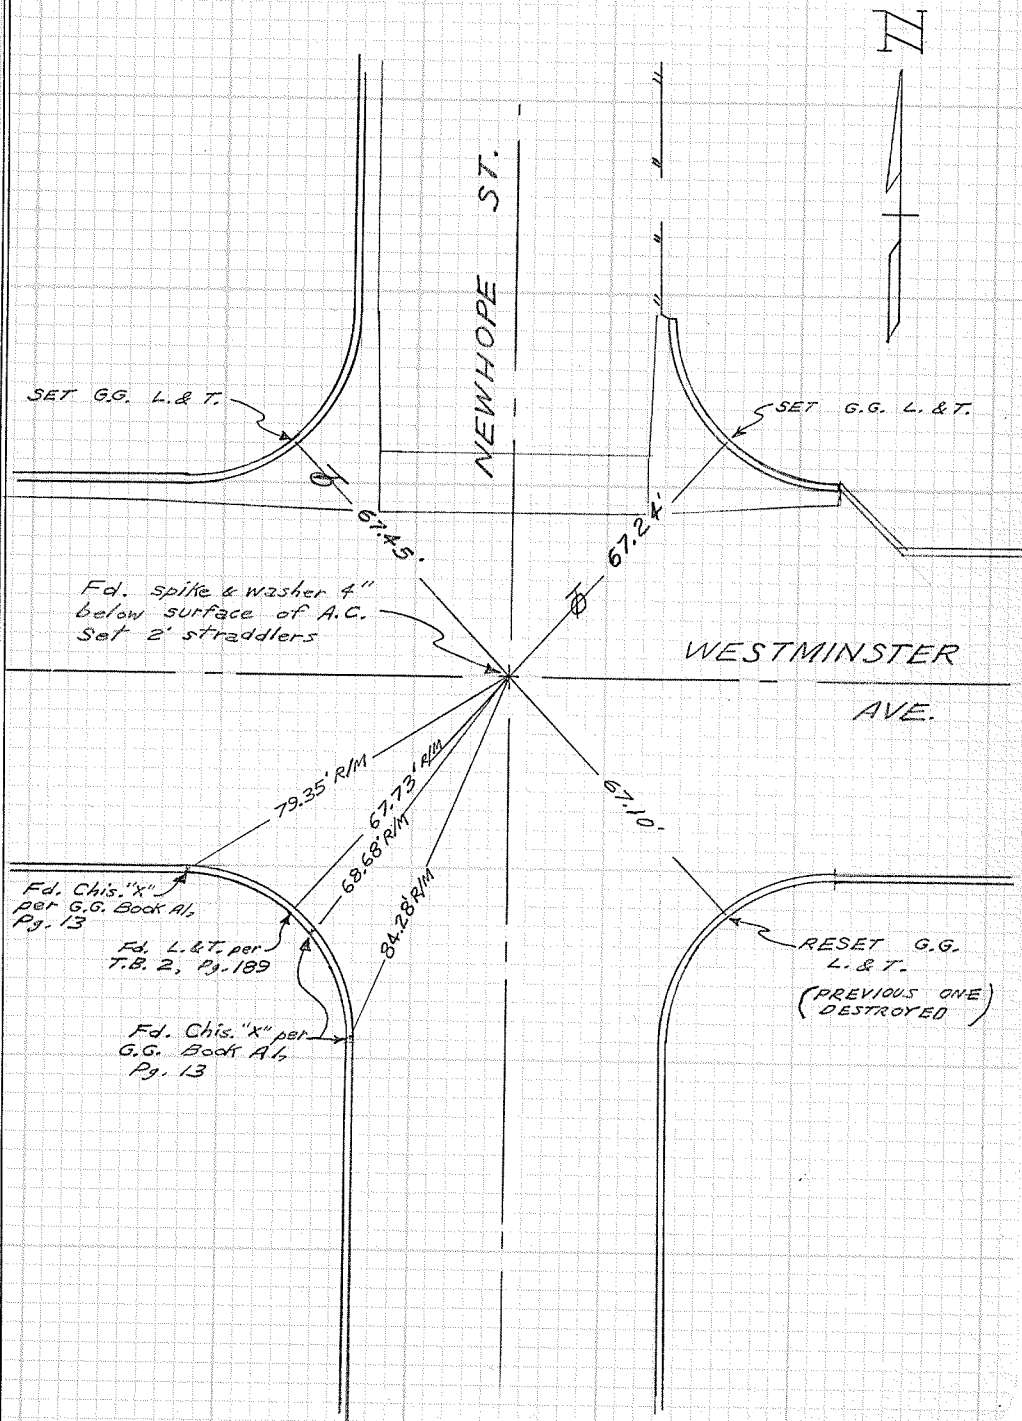 N
NEWHOPE ST.
SET G.G. L. & T.
SET G.G. L. & T.
67.45'
67.24'
Fd. spike & washer 4"
below surface of A.C.
Set 2' straddlers
WESTMINSTER
AVE.
79.35' R/M
67.73' R/M
68.68' R/M
84.28' R/M
67.10'
Fd. Chis. "X"
per G.G. Book A1,
Pg. 13
Fd. L.&T. per
T.B. 2, Pg. 189
Fd. Chis. "X" per
G.G. Book A1,
Pg. 13
RESET G.G.
L. & T.
(PREVIOUS ONE
DESTROYED)